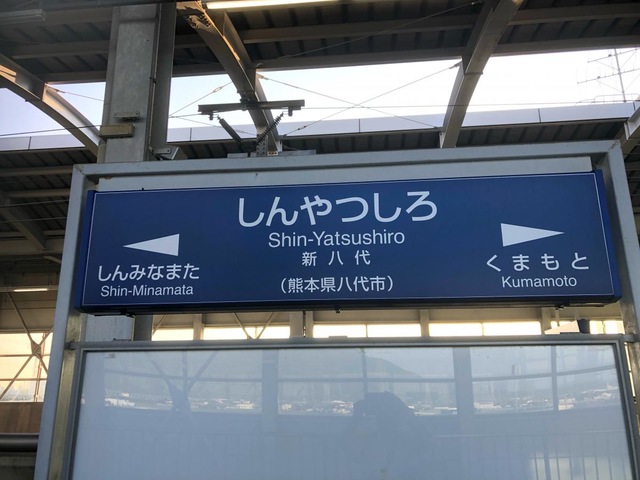 しんやつしろ
Shin-Yatsushiro
新八代
(熊本県八代市)
しんみなまた
Shin-Minamata
くまもと
Kumamoto